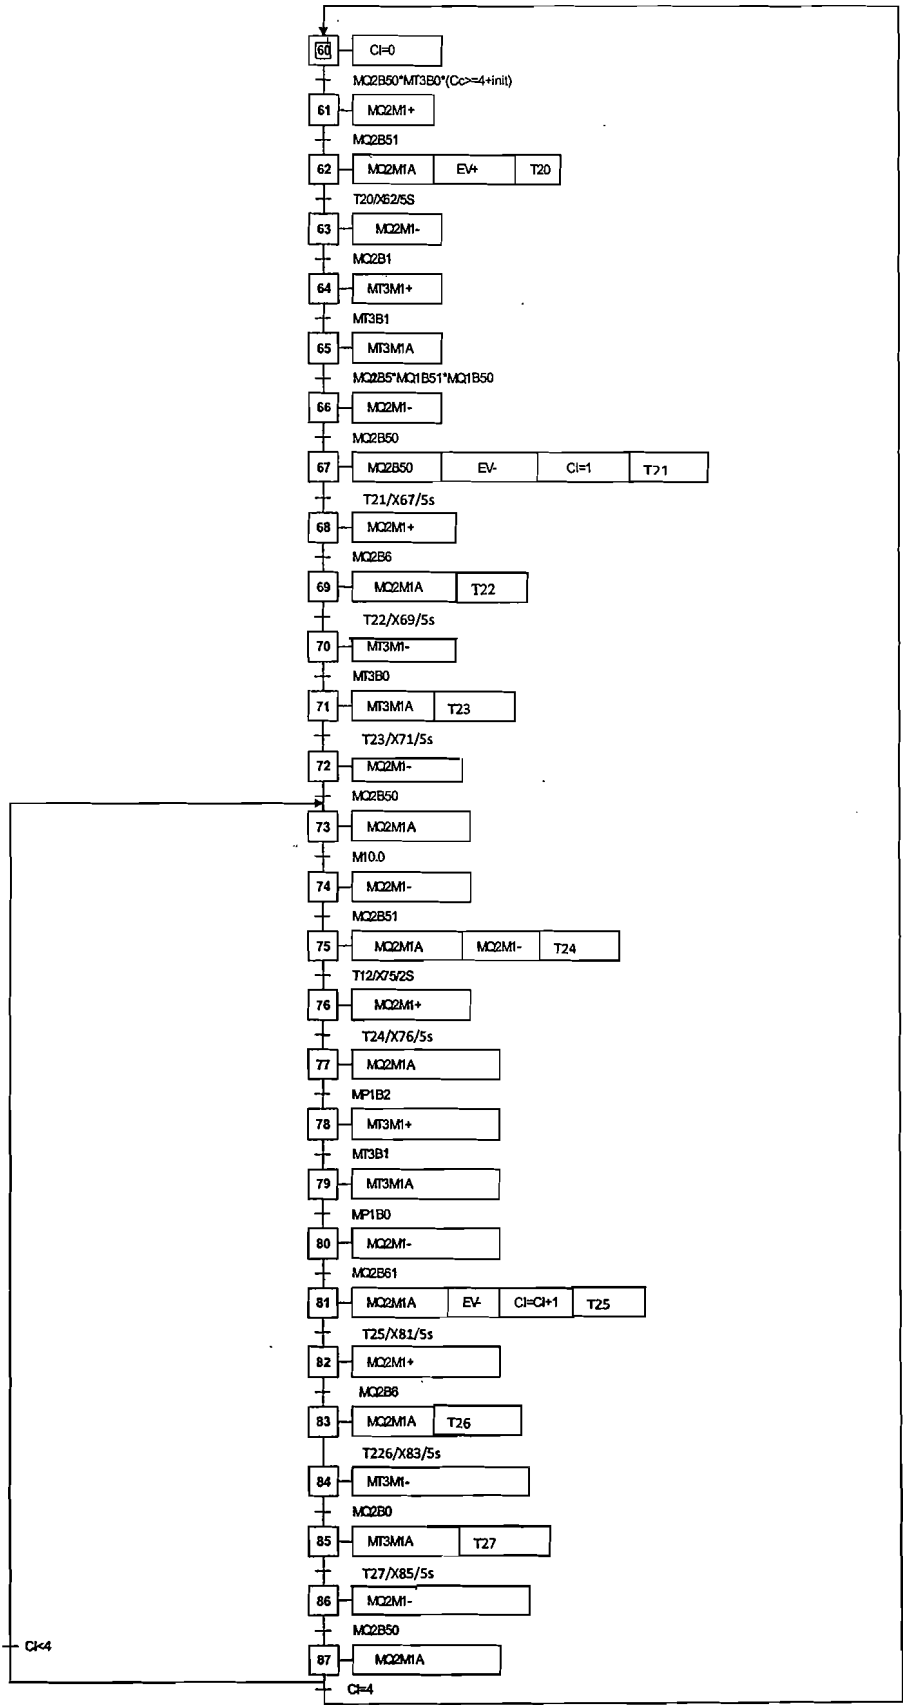 60 CI=0
MQ2B50*MT3B0*(Cc>=4+init)
61 MQ2M1+
MQ2B51
62 MQ2M1A EV+ T20
T20/X62/5S
63 MQ2M1-
MQ2B1
64 MT3M1+
MT3B1
65 MT3M1A
MQ2B5*MQ1B51*MQ1B50
66 MQ2M1-
MQ2B50
67 MQ2B50 EV- CI=1 T21
T21/X67/5s
68 MQ2M1+
MQ2B6
69 MQ2M1A T22
T22/X69/5s
70 MT3M1-
MT3B0
71 MT3M1A T23
T23/X71/5s
72 MQ2M1-
MQ2B50
73 MQ2M1A
M10.0
74 MQ2M1-
MQ2B51
75 MQ2M1A MQ2M1- T24
T12/X75/2S
76 MQ2M1+
T24/X76/5s
77 MQ2M1A
MP1B2
78 MT3M1+
MT3B1
79 MT3M1A
MP1B0
80 MQ2M1-
MQ2B61
81 MQ2M1A EV- CI=CI+1 T25
T25/X81/5s
82 MQ2M1+
MQ2B6
83 MQ2M1A T26
T226/X83/5s
84 MT3M1-
MQ2B0
85 MT3M1A T27
T27/X85/5s
86 MQ2M1-
MQ2B50
CI<4
87 MQ2M1A
CI=4